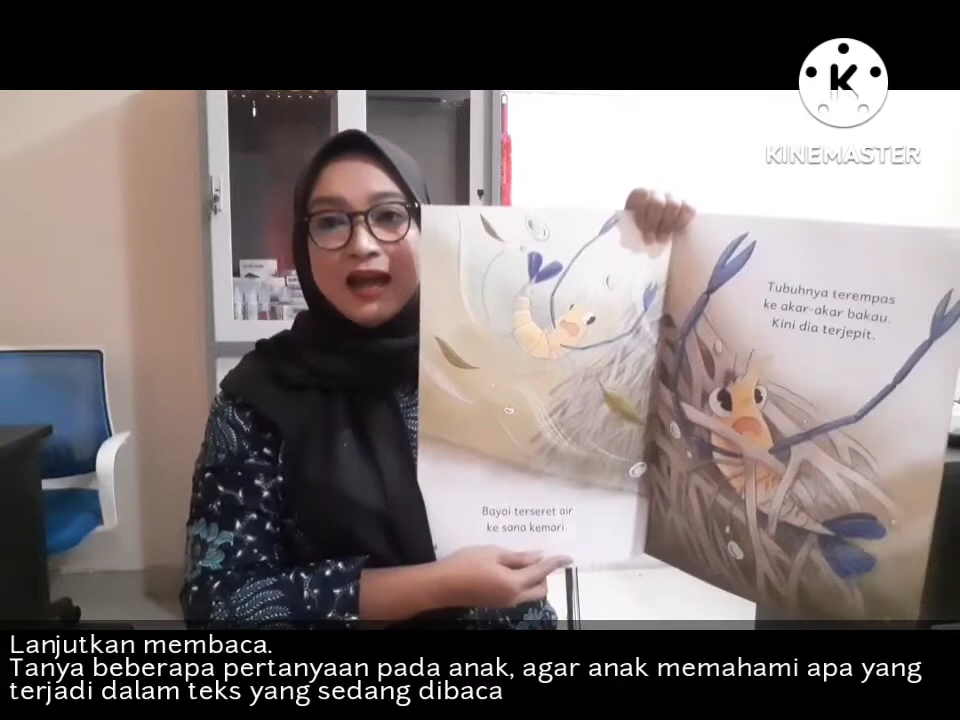 K
KINEMASTER
Bayoi terseret air
ke sana kemari.
Tubuhnya terempas
ke akar-akar bakau.
Kini dia terjepit.
Lanjutkan membaca.
Tanya beberapa pertanyaan pada anak, agar anak memahami apa yang
terjadi dalam teks yang sedang dibaca